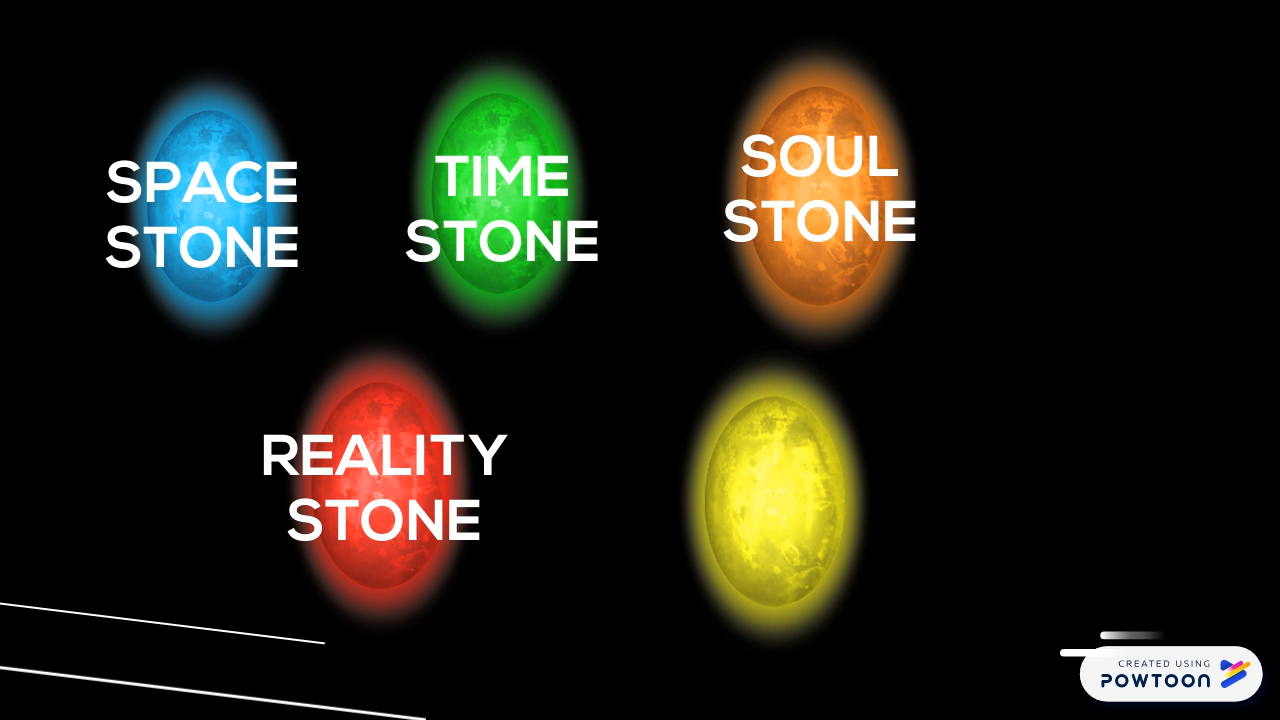 SPACE
STONE
TIME
STONE
SOUL
STONE
REALITY
STONE
CREATED USING
POWTOON